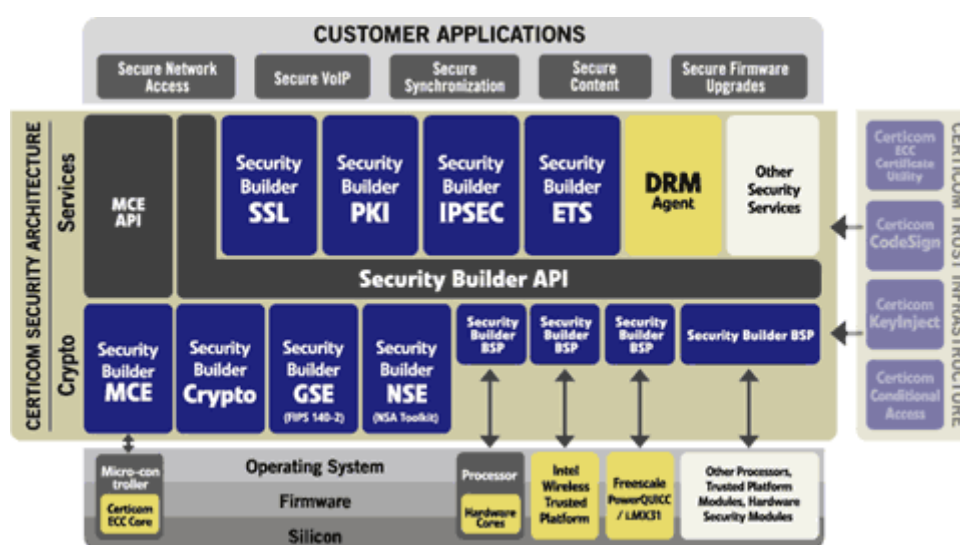 CUSTOMER APPLICATIONS
Secure Network
Access
Secure VoIP
Secure
Synchronization
Secure
Content
Secure Firmware
Upgrades
CERTICOM SECURITY ARCHITECTURE
Services
MCE
API
Security
Builder
SSL
Security
Builder
PKI
Security
Builder
IPSEC
Security
Builder
ETS
DRM
Agent
Other
Security
Services
Security Builder API
Crypto
Security
Builder
MCE
Security
Builder
Crypto
Security
Builder
GSE
(FIPS 140-2)
Security
Builder
NSE
(NSA Toolkit)
Security
Builder
BSP
Security
Builder
BSP
Security
Builder
BSP
Security Builder BSP
Operating System
Firmware
Silicon
Micro-con
troller
Certicom
ECC Core
Processor
Hardware
Cores
Intel
Wireless
Trusted
Platform
Freescale
PowerQUICC
/ LMX31
Other Processors,
Trusted Platform
Modules, Hardware
Security Modules
CERTICOM TRUST INFRASTRUCTURE
Certicom
ECC
Certificate
Utility
Certicom
CodeSign
Certicom
KeyInject
Certicom
Conditional
Access